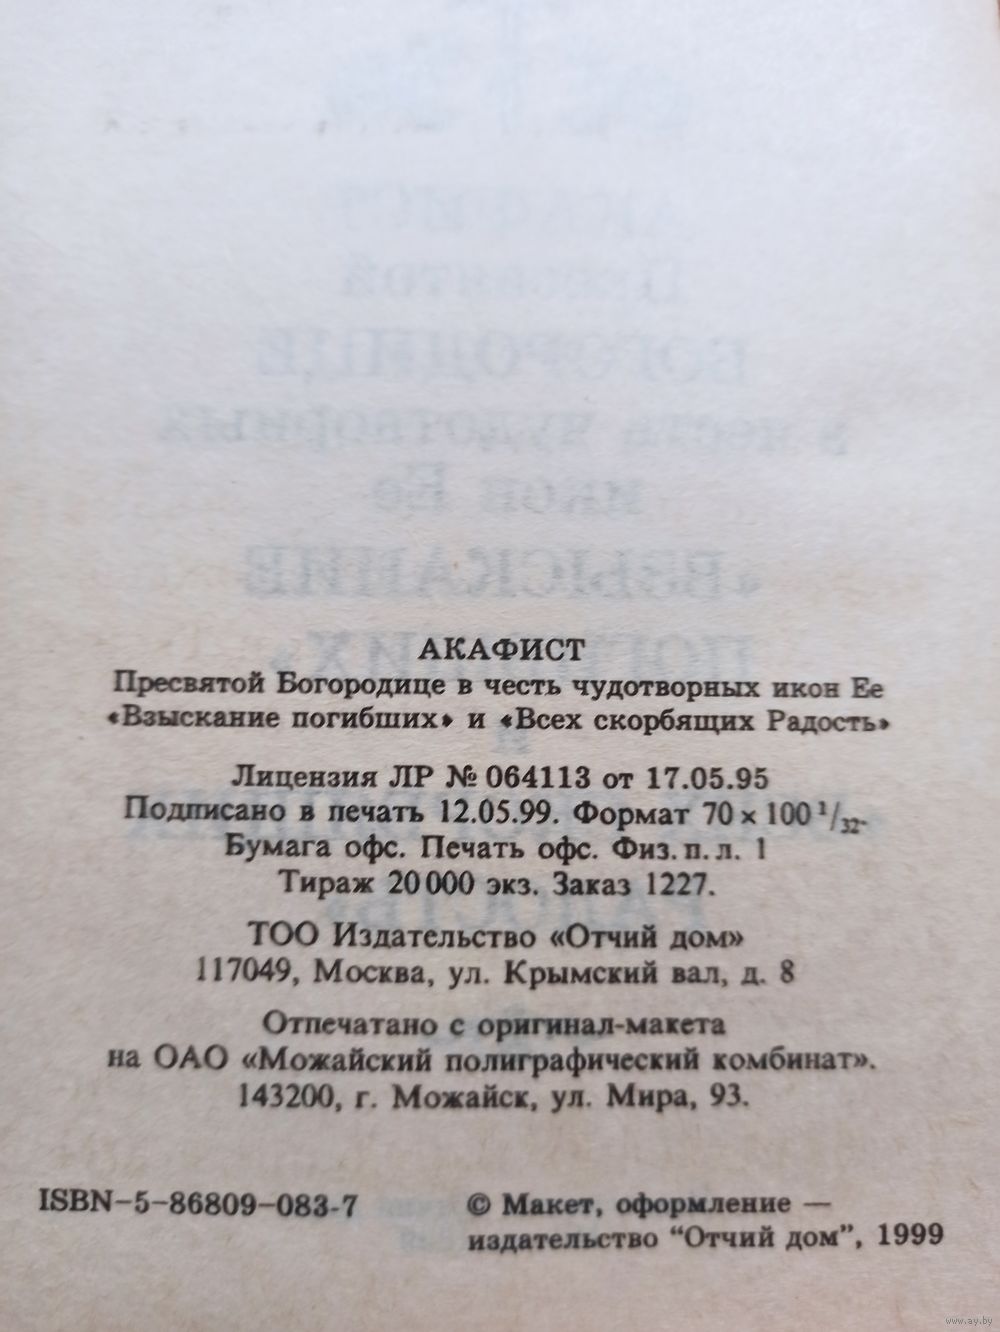 АКАФИСТ
Пресвятой Богородице в честь чудотворных икон Ее
«Взыскание погибших» и «Всех скорбящих Радость»
Лицензия ЛР № 064113 от 17.05.95
Подписано в печать 12.05.99. Формат 70 × 100 1/32.
Бумага офс. Печать офс. Физ. п. л. 1
Тираж 20 000 экз. Заказ 1227.
ТОО Издательство «Отчий дом»
117049, Москва, ул. Крымский вал, д. 8
Отпечатано с оригинал-макета
на ОАО «Можайский полиграфический комбинат».
143200, г. Можайск, ул. Мира, 93.
ISBN–5–86809–083-7
© Макет, оформление —
издательство "Отчий дом", 1999
www.ay.by